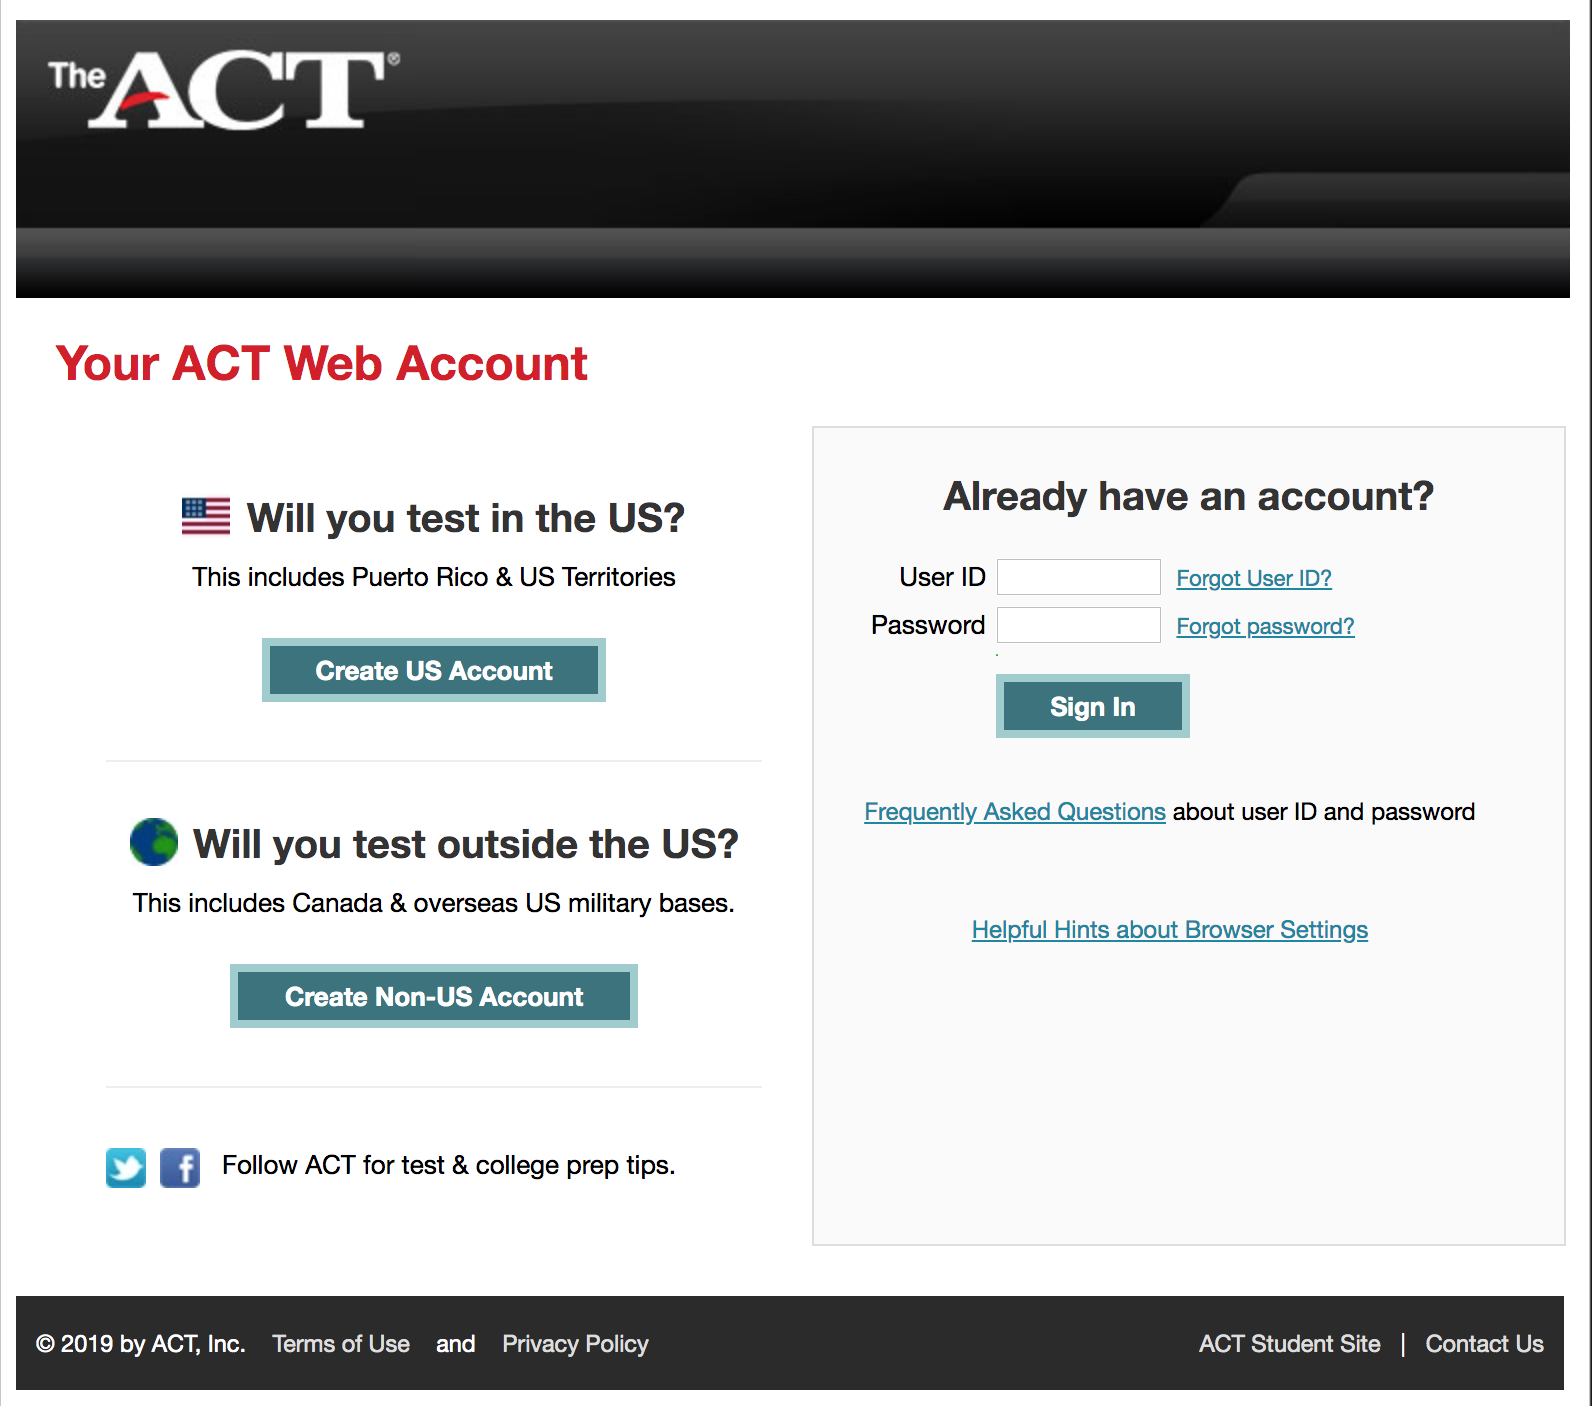 The ACT®
Your ACT Web Account
Will you test in the US?
This includes Puerto Rico & US Territories
Create US Account
Will you test outside the US?
This includes Canada & overseas US military bases.
Create Non-US Account
Follow ACT for test & college prep tips.
Already have an account?
User ID Forgot User ID?
Password Forgot password?
Sign In
Frequently Asked Questions about user ID and password
Helpful Hints about Browser Settings
© 2019 by ACT, Inc. Terms of Use and Privacy Policy ACT Student Site | Contact Us